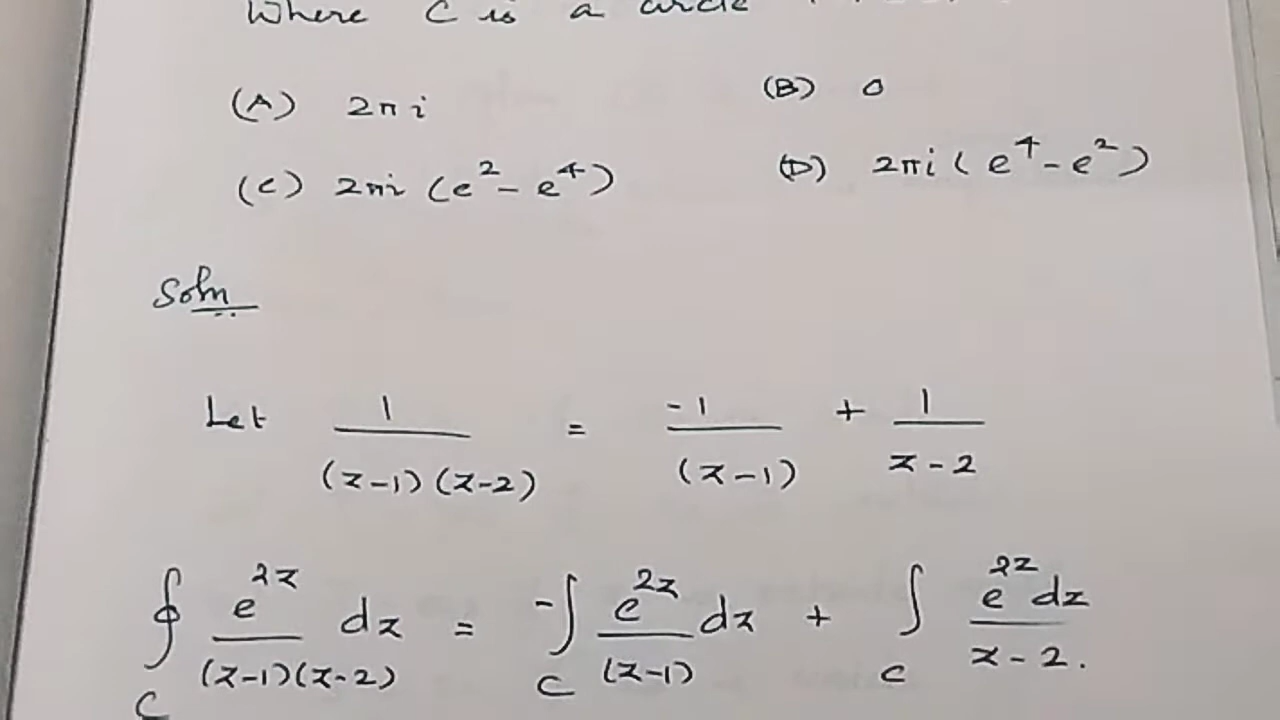 Where C is a circle
(A) 2πi (B) 0
(C) 2πi (e² - e⁴) (D) 2πi ( e⁴ - e² )
Soln
Let 1/((z-1)(z-2)) = -1/(z-1) + 1/(z-2)
∮_C e^{2z}/((z-1)(z-2)) dz = -∫_C e^{2z}/(z-1) dz + ∫_C e^{2z}dz/(z-2).